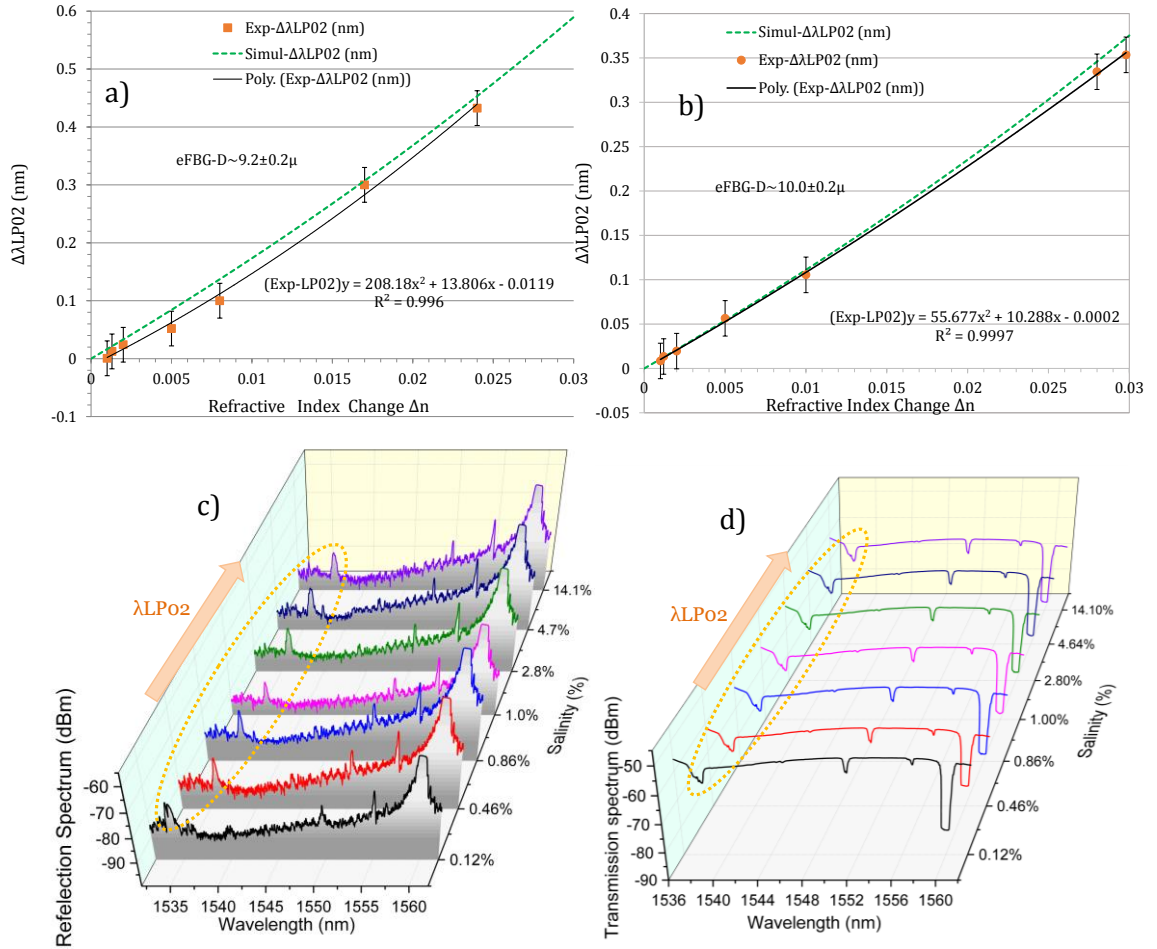 a)
Exp-ΔλLP02 (nm)
Simul-ΔλLP02 (nm)
Poly. (Exp-ΔλLP02 (nm))
eFBG-D~9.2±0.2μ
(Exp-LP02)y = 208.18x² + 13.806x - 0.0119
R² = 0.996
ΔλLP02 (nm)
0.6
0.5
0.4
0.3
0.2
0.1
0
-0.1
0 0.005 0.01 0.015 0.02 0.025 0.03
Refractive Index Change Δn
b)
Simul-ΔλLP02 (nm)
Exp-ΔλLP02 (nm)
Poly. (Exp-ΔλLP02 (nm))
eFBG-D~10.0±0.2μ
(Exp-LP02)y = 55.677x² + 10.288x - 0.0002
R² = 0.9997
ΔλLP02 (nm)
0.4
0.35
0.3
0.25
0.2
0.15
0.1
0.05
0
-0.05
0 0.005 0.01 0.015 0.02 0.025 0.03
Refractive Index Change Δn
c)
λLP02
Refelection Spectrum (dBm)
-60
-70
-80
-90
1535 1540 1545 1550 1555 1560
Wavelength (nm)
14.1%
4.7%
2.8%
1.0%
0.86%
0.46%
0.12%
Salinity (%)
d)
λLP02
Transmission spectrum (dBm)
-50
-60
-70
-80
-90
1536 1540 1544 1548 1552 1556 1560
Wavelength (nm)
14.10%
4.64%
2.80%
1.00%
0.86%
0.46%
0.12%
Salinity (%)